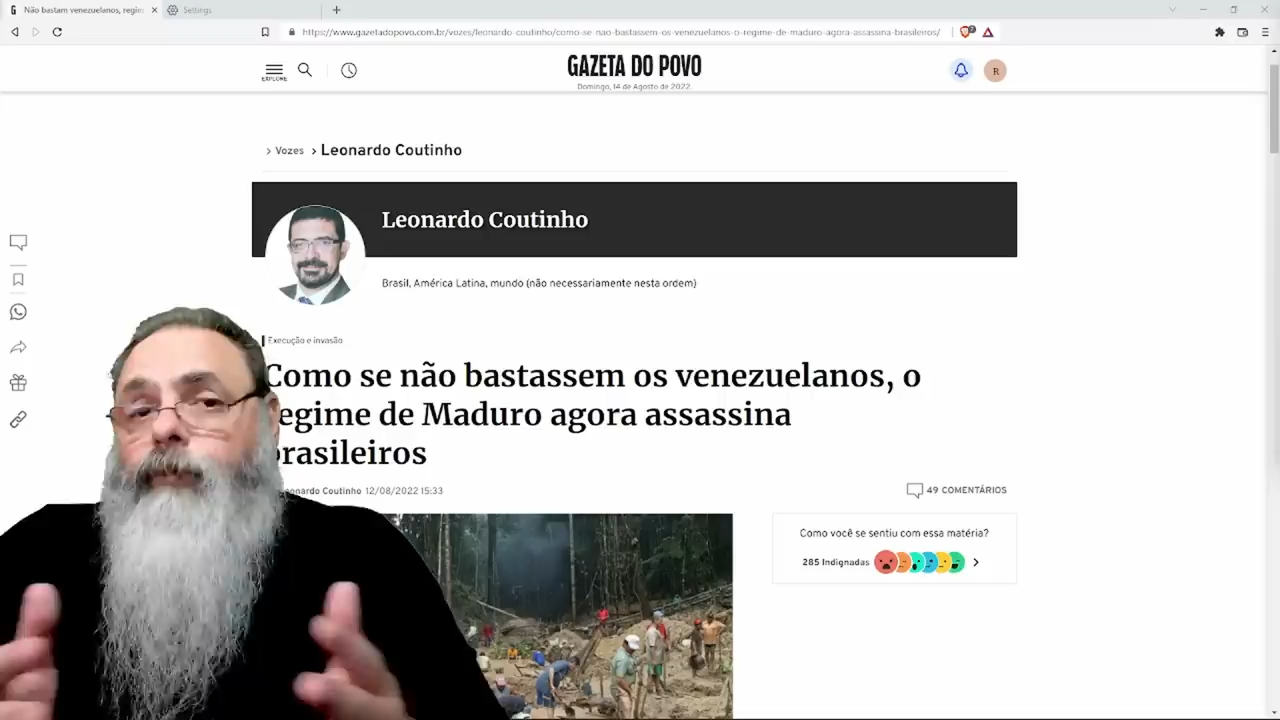 Não bastam venezuelanos, regim
Settings
https://www.gazetadopovo.com.br/vozes/leonardo-coutinho/como-se-nao-bastassem-os-venezuelanos-o-regime-de-maduro-agora-assassina-brasileiros/
EXPLORE
GAZETA DO POVO
Domingo, 14 de Agosto de 2022.
R
Vozes > Leonardo Coutinho
Leonardo Coutinho
Brasil, América Latina, mundo (não necessariamente nesta ordem)
Execução e invasão
Como se não bastassem os venezuelanos, o
regime de Maduro agora assassina
brasileiros
Leonardo Coutinho 12/08/2022 15:33
49 COMENTÁRIOS
Como você se sentiu com essa matéria?
285 Indignadas